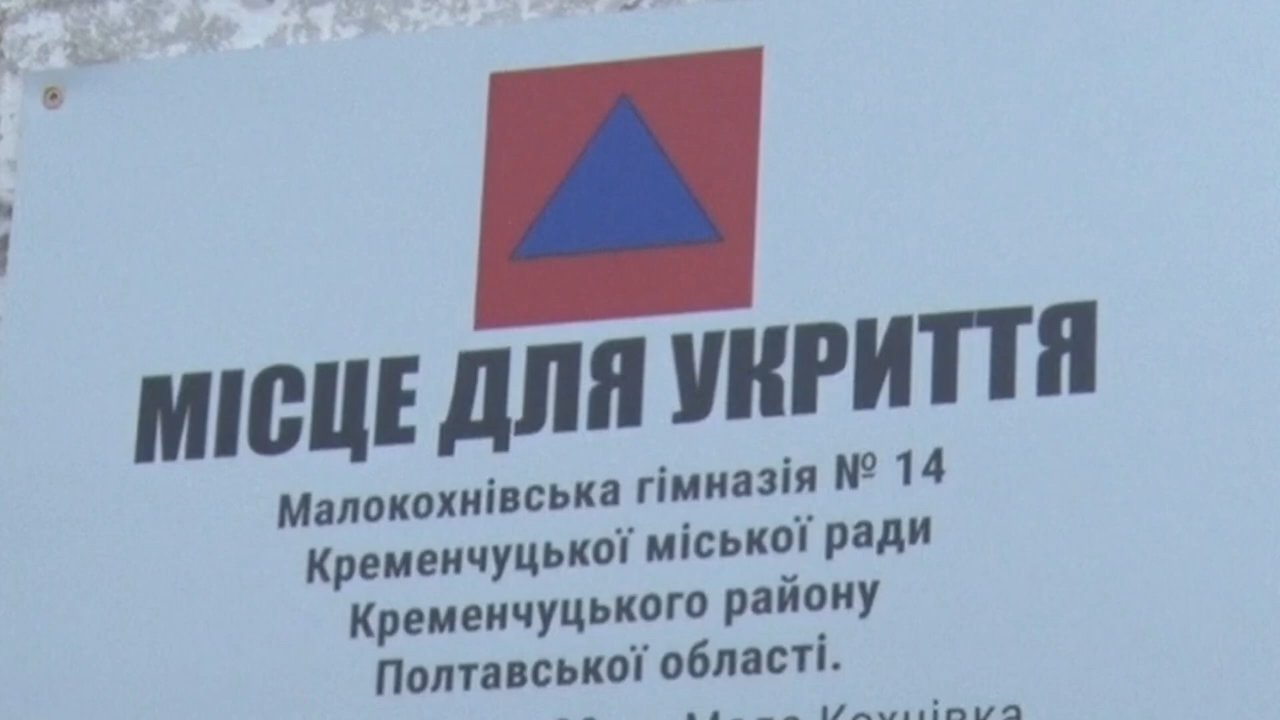 МІСЦЕ ДЛЯ УКРИТТЯ
Малокохнівська гімназія № 14
Кременчуцької міської ради
Кременчуцького району
Полтавської області.
Мала Кохнівка